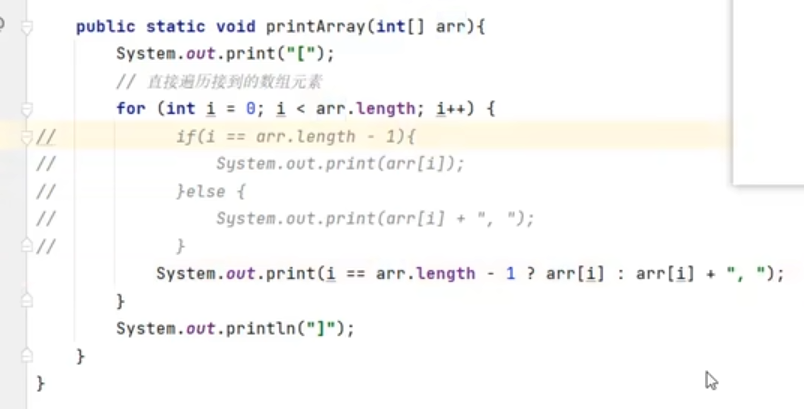 public static void printArray(int[] arr){
System.out.print("[");
// 直接遍历接到的数组元素
for (int i = 0; i < arr.length; i++) {
// if(i == arr.length - 1){
// System.out.print(arr[i]);
// }else {
// System.out.print(arr[i] + ", ");
// }
System.out.print(i == arr.length - 1 ? arr[i] : arr[i] + ", ");
}
System.out.println("]");
}
}